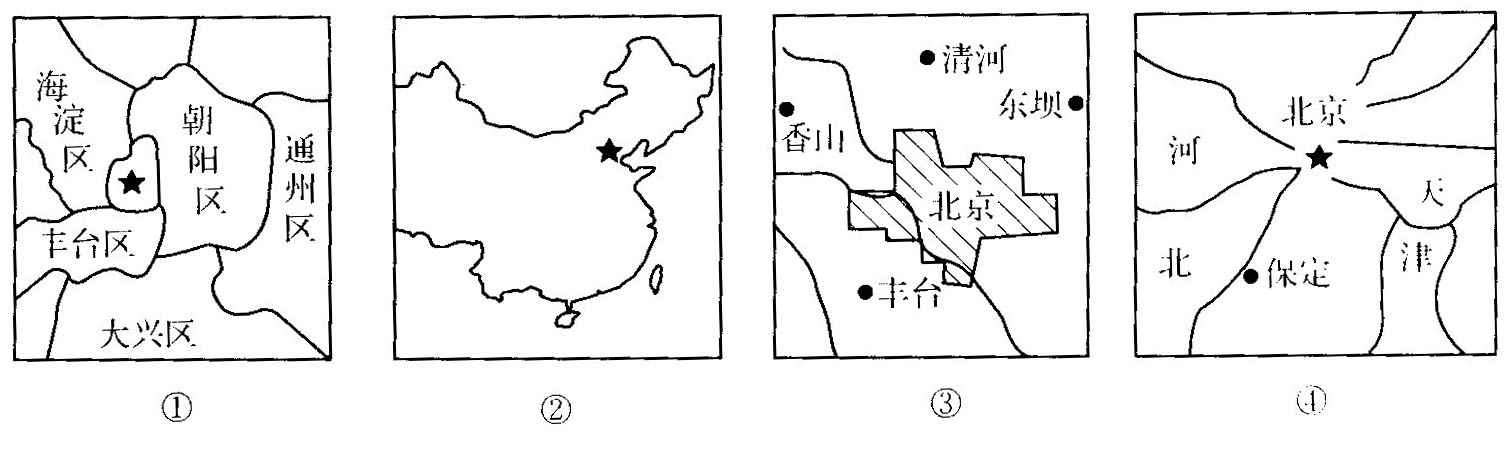 海淀区
朝阳区
通州区
丰台区
大兴区
①
②
清河
东坝
香山
北京
丰台
③
北京
河
北
天
津
保定
④